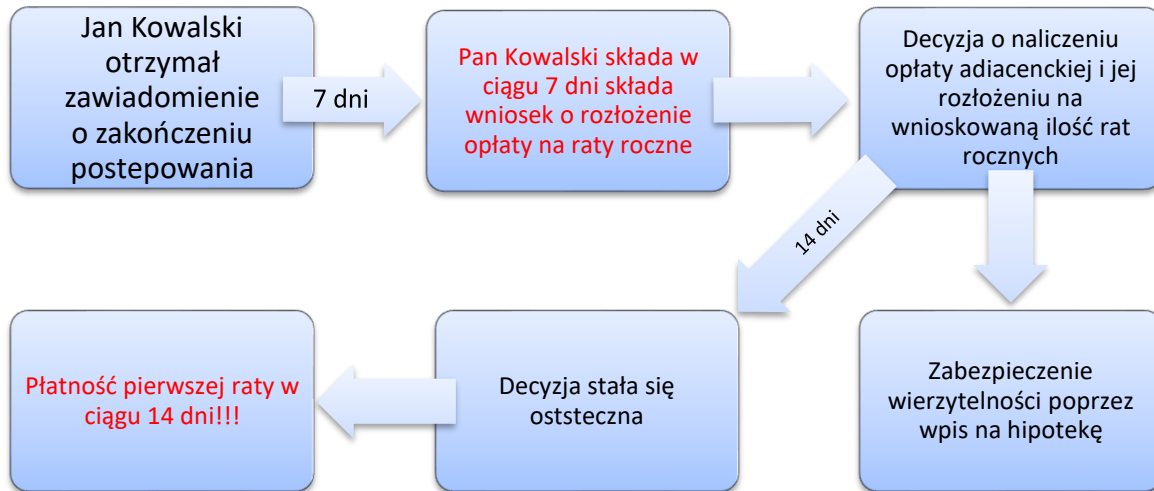 Jan Kowalski
otrzymał
zawiadomienie
o zakończeniu
postepowania
7 dni
Pan Kowalski składa w
ciągu 7 dni składa
wniosek o rozłożenie
opłaty na raty roczne
Decyzja o naliczeniu
opłaty adiacenckiej i jej
rozłożeniu na
wnioskowaną ilość rat
rocznych
14 dni
Płatność pierwszej raty w
ciągu 14 dni!!!
Decyzja stała się
oststeczna
Zabezpieczenie
wierzytelności poprzez
wpis na hipotekę